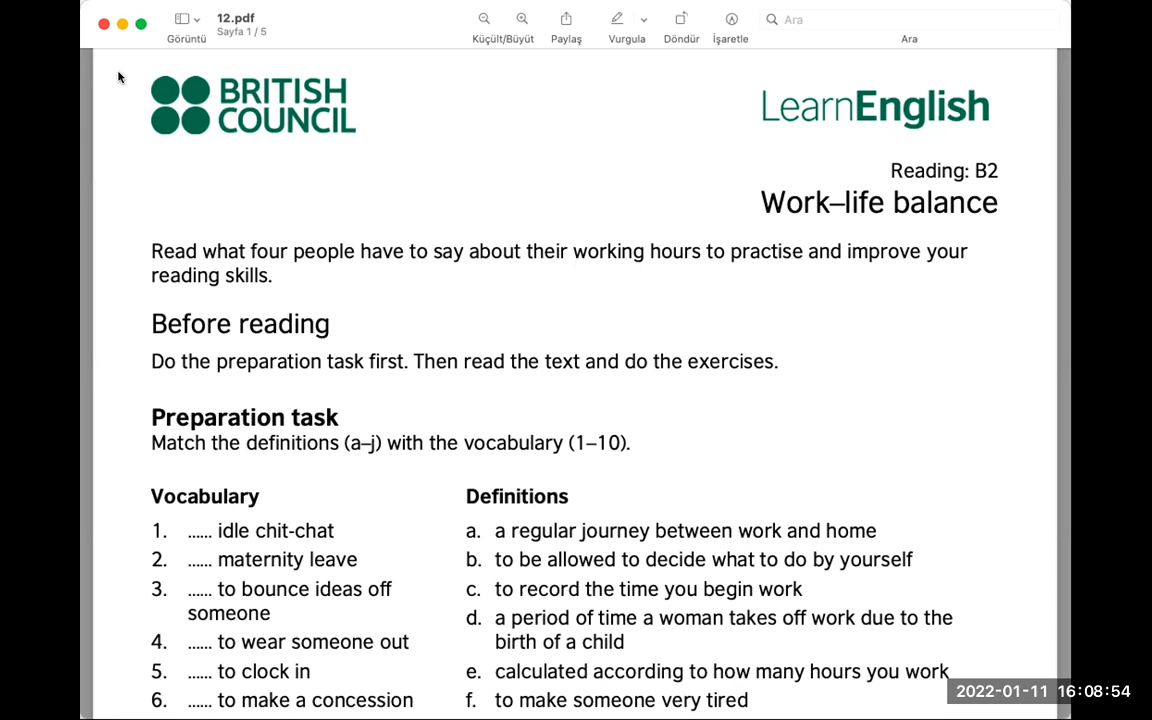 12.pdf
Sayfa 1 / 5
Görüntü
Küçült/Büyüt
Paylaş
Vurgula
Döndür
İşaretle
Ara
Ara
BRITISH
COUNCIL
LearnEnglish
Reading: B2
Work–life balance
Read what four people have to say about their working hours to practise and improve your
reading skills.
Before reading
Do the preparation task first. Then read the text and do the exercises.
Preparation task
Match the definitions (a–j) with the vocabulary (1–10).
Vocabulary
1. ...... idle chit-chat
2. ...... maternity leave
3. ...... to bounce ideas off
someone
4. ...... to wear someone out
5. ...... to clock in
6. ...... to make a concession
Definitions
a. a regular journey between work and home
b. to be allowed to decide what to do by yourself
c. to record the time you begin work
d. a period of time a woman takes off work due to the
birth of a child
e. calculated according to how many hours you work
f. to make someone very tired
2022-01-11 16:08:54